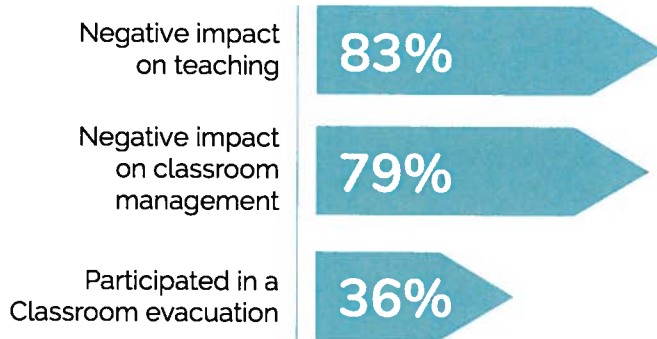 Negative impact
on teaching
83%
Negative impact
on classroom
management
79%
Participated in a
Classroom evacuation
36%